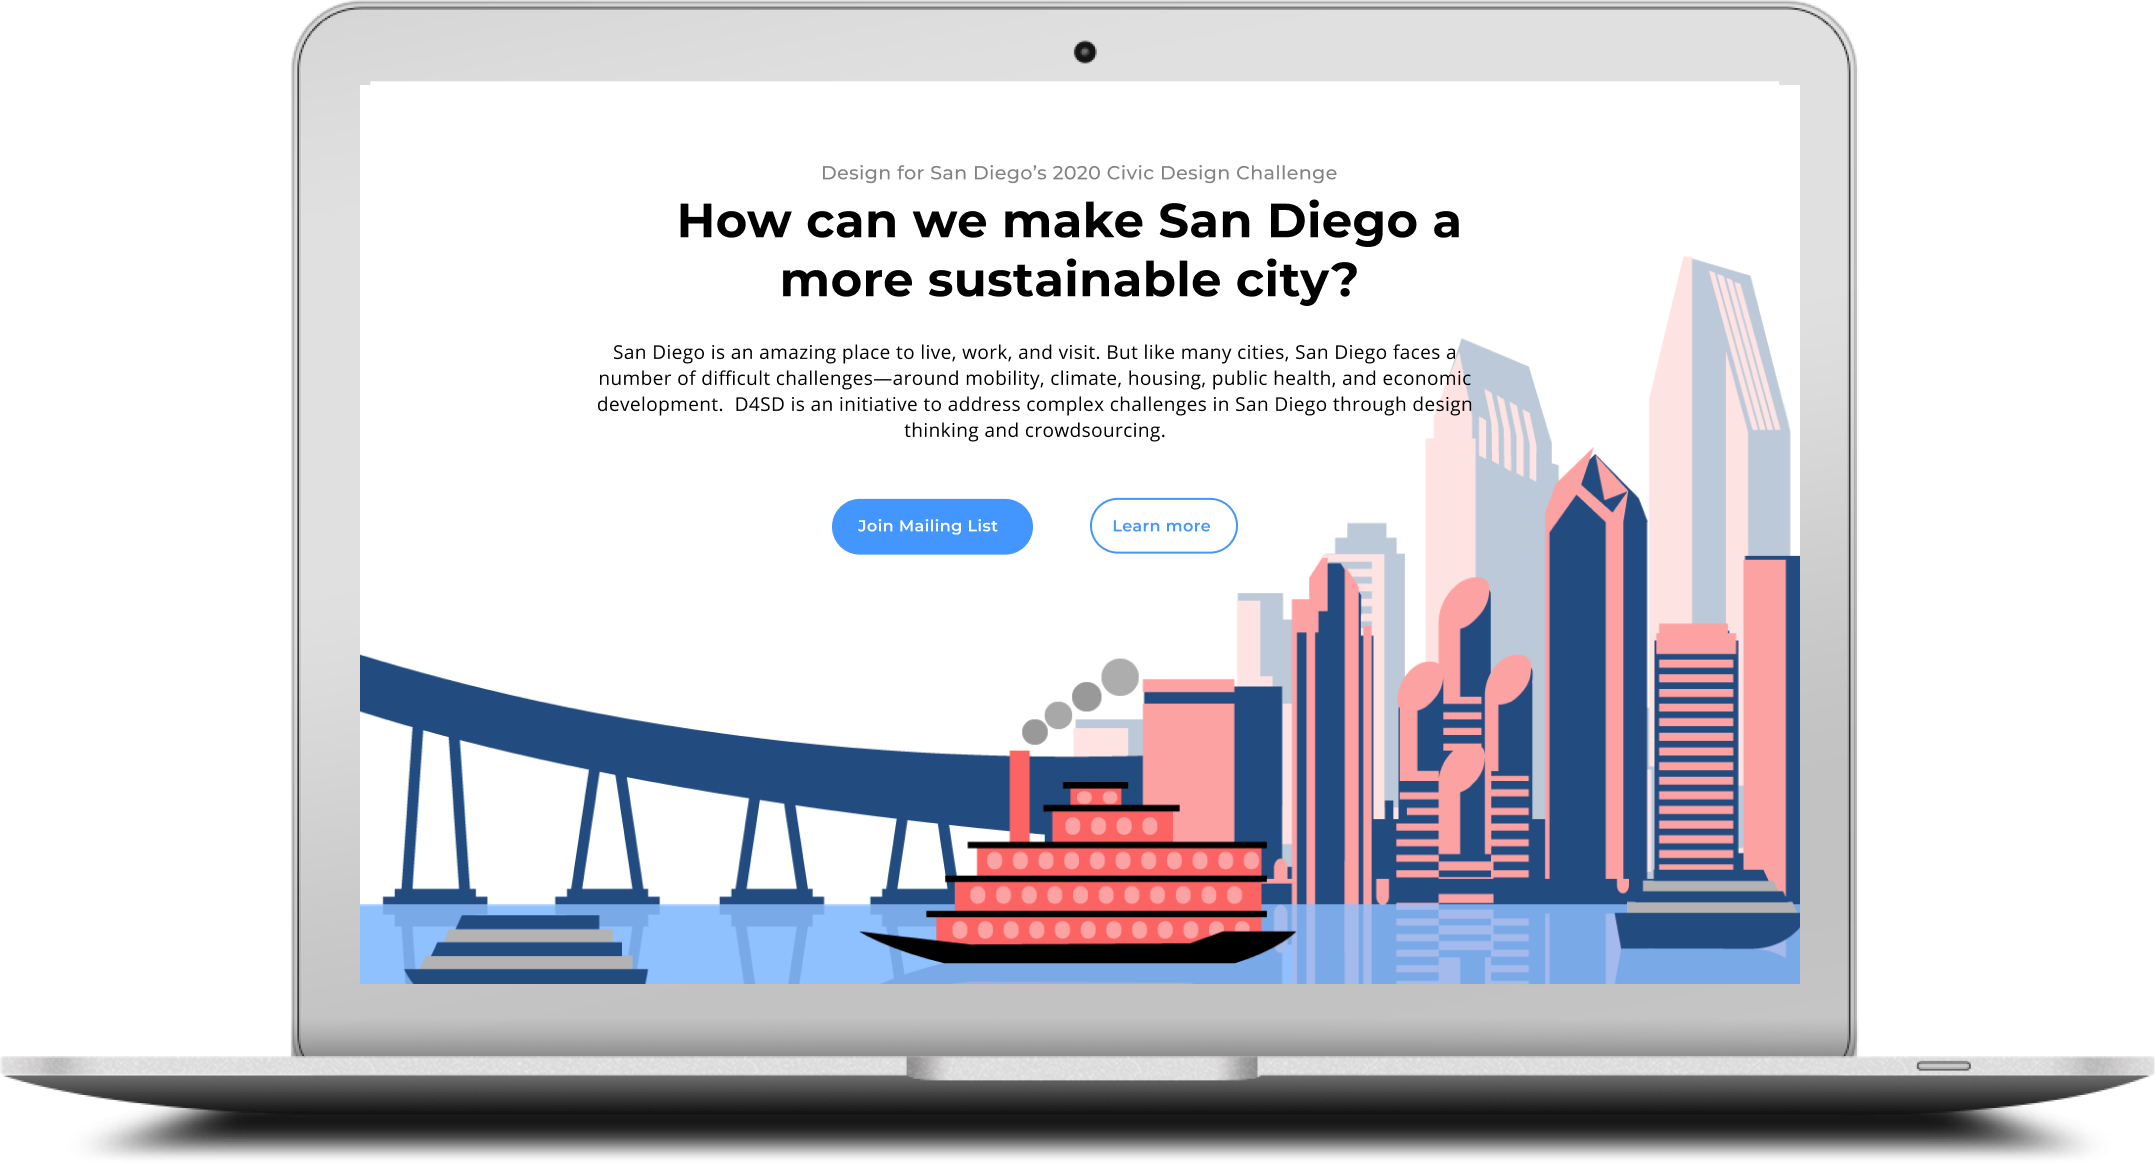 Design for San Diego’s 2020 Civic Design Challenge
How can we make San Diego a
more sustainable city?
San Diego is an amazing place to live, work, and visit. But like many cities, San Diego faces a
number of difficult challenges—around mobility, climate, housing, public health, and economic
development.  D4SD is an initiative to address complex challenges in San Diego through design
thinking and crowdsourcing.
Join Mailing List
Learn more